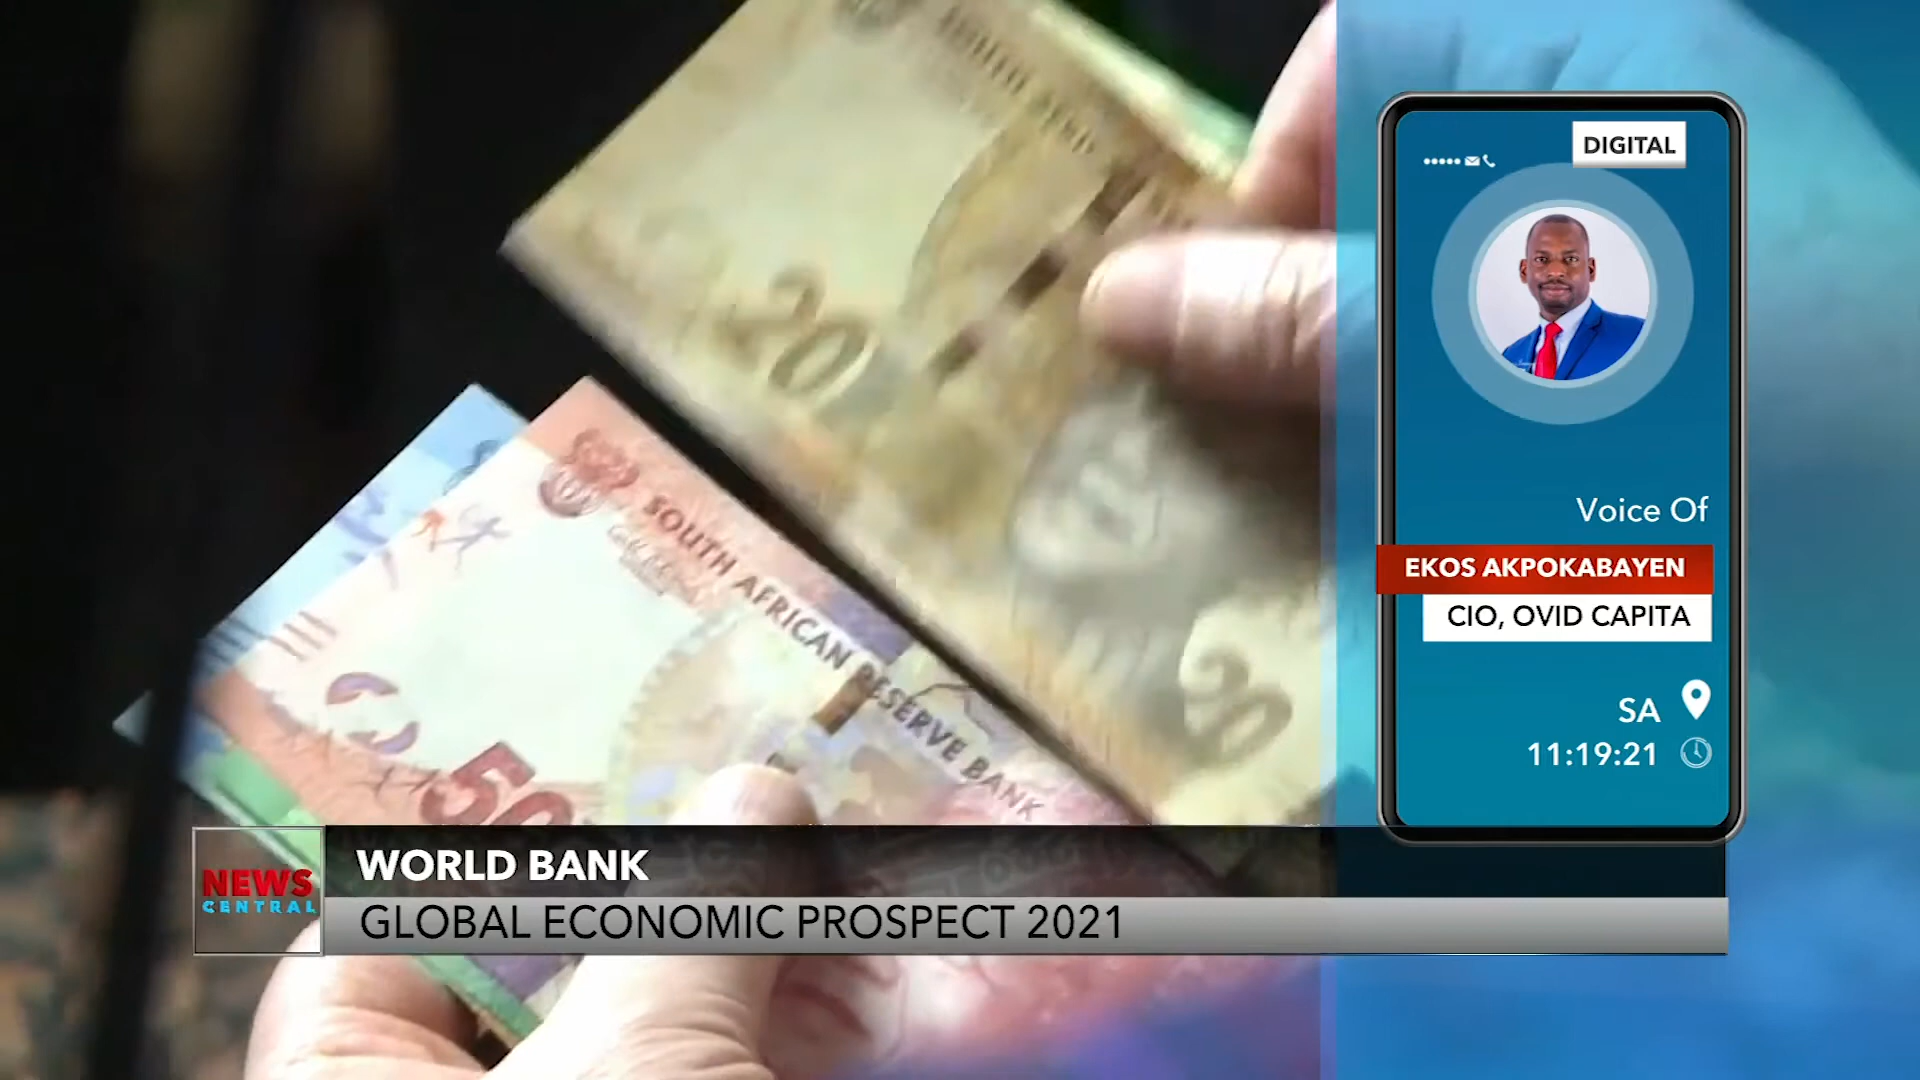 20
20
SOUTH AFRICAN RESERVE BANK
50
DIGITAL
Voice Of
EKOS AKPOKABAYEN
CIO, OVID CAPITA
SA
11:19:21
NEWS
CENTRAL
WORLD BANK
GLOBAL ECONOMIC PROSPECT 2021